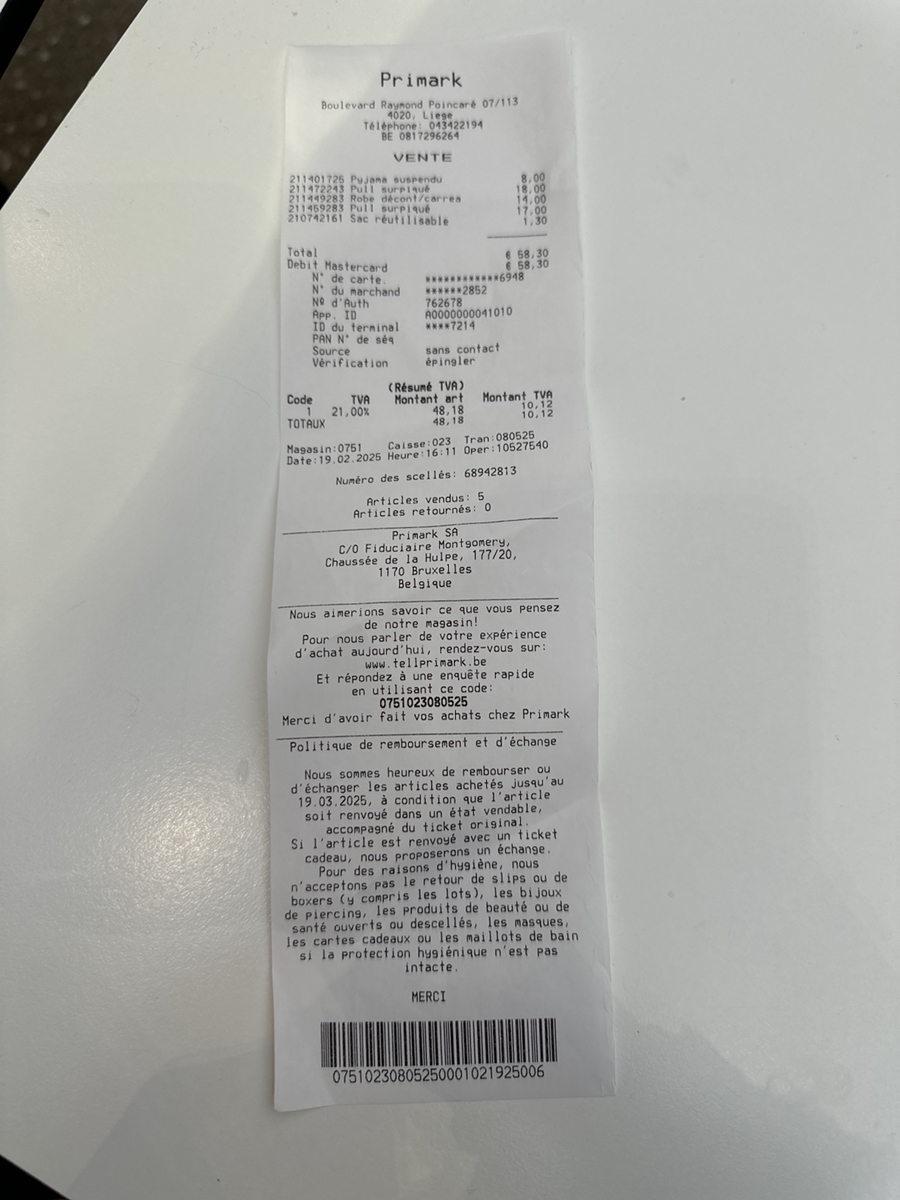 Primark
Boulevard Raymond Poincaré 07/113
4020, Liege
Téléphone: 043422194
BE 0817296264
VENTE
211401725 Pyjama suspendu 8,00
211472243 Pull surpiqué 18,00
211449283 Robe décont/carrea 14,00
211459283 Pull surpiqué 17,00
210742161 Sac réutilisable 1,30
Total € 58,30
Debit Mastercard € 58,30
N° de carte. ************6948
N° du marchand ******2852
Nº d'Auth 762678
App. ID A0000000041010
ID du terminal ****7214
PAN N° de séq
Source sans contact
Vérification épingler
(Résumé TVA)
Code TVA Montant art Montant TVA
1 21,00% 48,18 10,12
TOTAUX 48,18 10,12
Magasin:0751 Caisse:023 Tran:080525
Date:19.02.2025 Heure:16:11 Oper:10527540
Numéro des scellés: 68942813
Articles vendus: 5
Articles retournés: 0
Primark SA
C/O Fiduciaire Montgomery,
Chaussée de la Hulpe, 177/20,
1170 Bruxelles
Belgique
Nous aimerions savoir ce que vous pensez
de notre magasin!
Pour nous parler de votre expérience
d'achat aujourd'hui, rendez-vous sur:
www.tellprimark.be
Et répondez à une enquête rapide
en utilisant ce code:
0751023080525
Merci d'avoir fait vos achats chez Primark
Politique de remboursement et d'échange
Nous sommes heureux de rembourser ou
d'échanger les articles achetés jusqu'au
19.03.2025, à condition que l'article
soit renvoyé dans un état vendable,
accompagné du ticket original.
Si l'article est renvoyé avec un ticket
cadeau, nous proposerons un échange.
Pour des raisons d'hygiène, nous
n'acceptons pas le retour de slips ou de
boxers (y compris les lots), les bijoux
de piercing, les produits de beauté ou de
santé ouverts ou descellés, les masques,
les cartes cadeaux ou les maillots de bain
si la protection hygiénique n'est pas
intacte.
MERCI
07510230805250001021925006